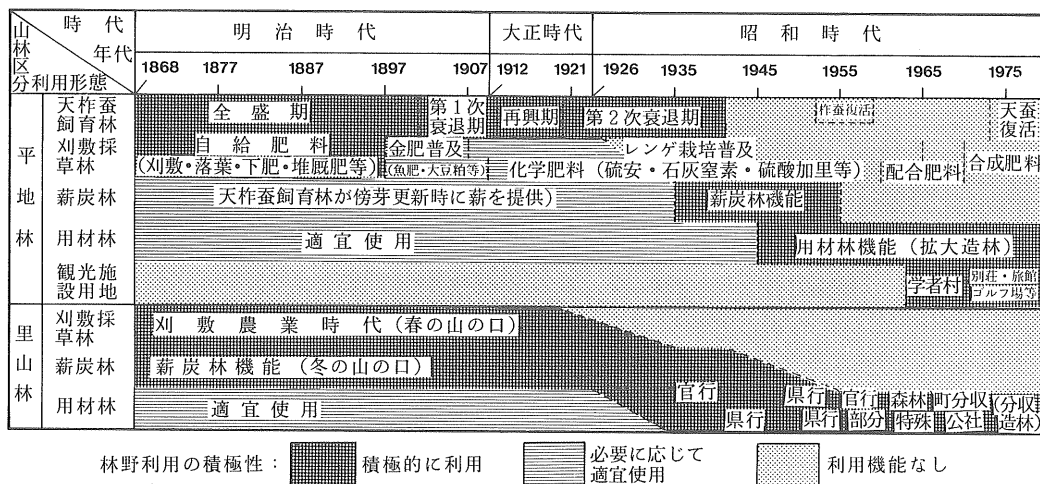 山林区分 時代 年代 利用形態
明治時代 大正時代 昭和時代
1868 1877 1887 1897 1907 1912 1921 1926 1935 1945 1955 1965 1975
平地林
天柞蚕飼育林
全盛期 第1次衰退期 再興期 第2次衰退期 柞蚕復活 天蚕復活
刈敷採草林
自給肥料 金肥普及 レンゲ栽培普及
(刈敷・落葉・下肥・堆厩肥等) (魚肥・大豆粕等) 化学肥料(硫安・石灰窒素・硫酸加里等) 配合肥料 合成肥料
薪炭林
天柞蚕飼育林が傍芽更新時に薪を提供) 薪炭林機能
用材林
適宜使用 用材林機能(拡大造林)
観光施設用地
学者村 別荘・旅館 ゴルフ場等
里山林
刈敷採草林
刈敷農業時代(春の山の口)
薪炭林
薪炭林機能(冬の山の口)
用材林
適宜使用
官行 県行 官行 森林 町分収 (分収
県行 県行 部分 特殊 公社 造林)
林野利用の積極性: 積極的に利用 必要に応じて適宜使用 利用機能なし